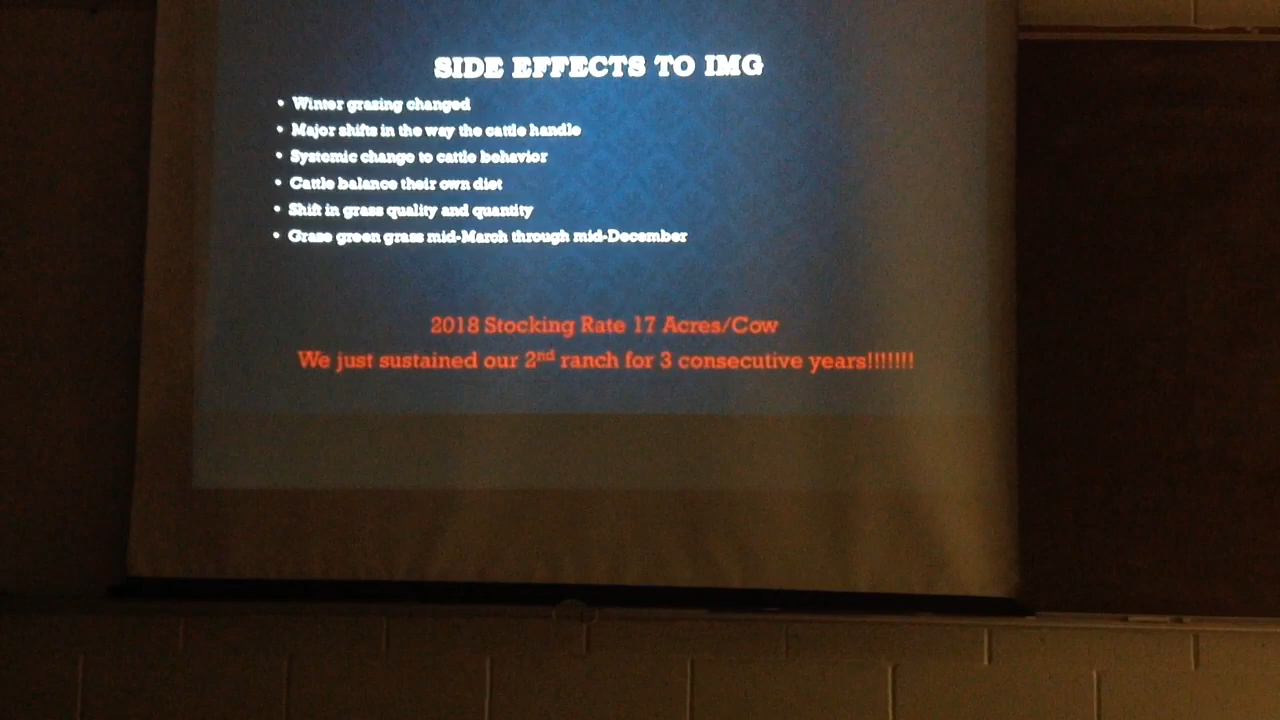 SIDE EFFECTS TO IMG
• Winter grazing changed
• Major shifts in the way the cattle handle
• Systemic change to cattle behavior
• Cattle balance their own diet
• Shift in grass quality and quantity
• Graze green grass mid-March through mid-December
2018 Stocking Rate 17 Acres/Cow
We just sustained our 2nd ranch for 3 consecutive years!!!!!!!